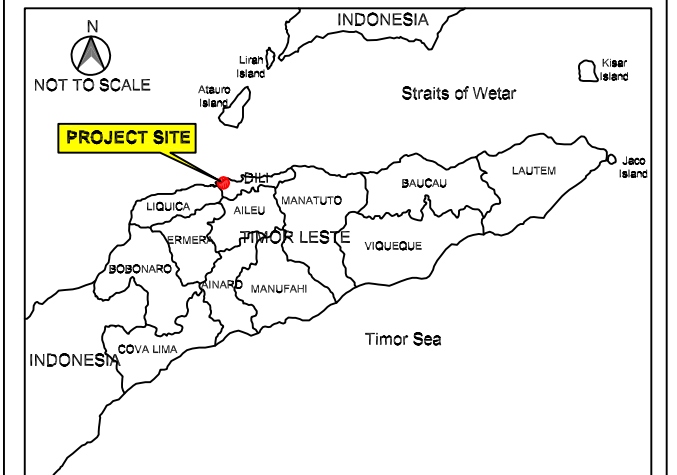 INDONESIA
N
NOT TO SCALE
Lirah
Island
Atauro
Island
Kisar
Island
Straits of Wetar
PROJECT SITE
Jaco
Island
DILI
BAUCAU
LAUTEM
LIQUICA
AILEU
MANATUTO
ERMERA
TIMOR LESTE
VIQUEQUE
BOBONARO
AINARO
MANUFAHI
Timor Sea
COVA LIMA
INDONESIA